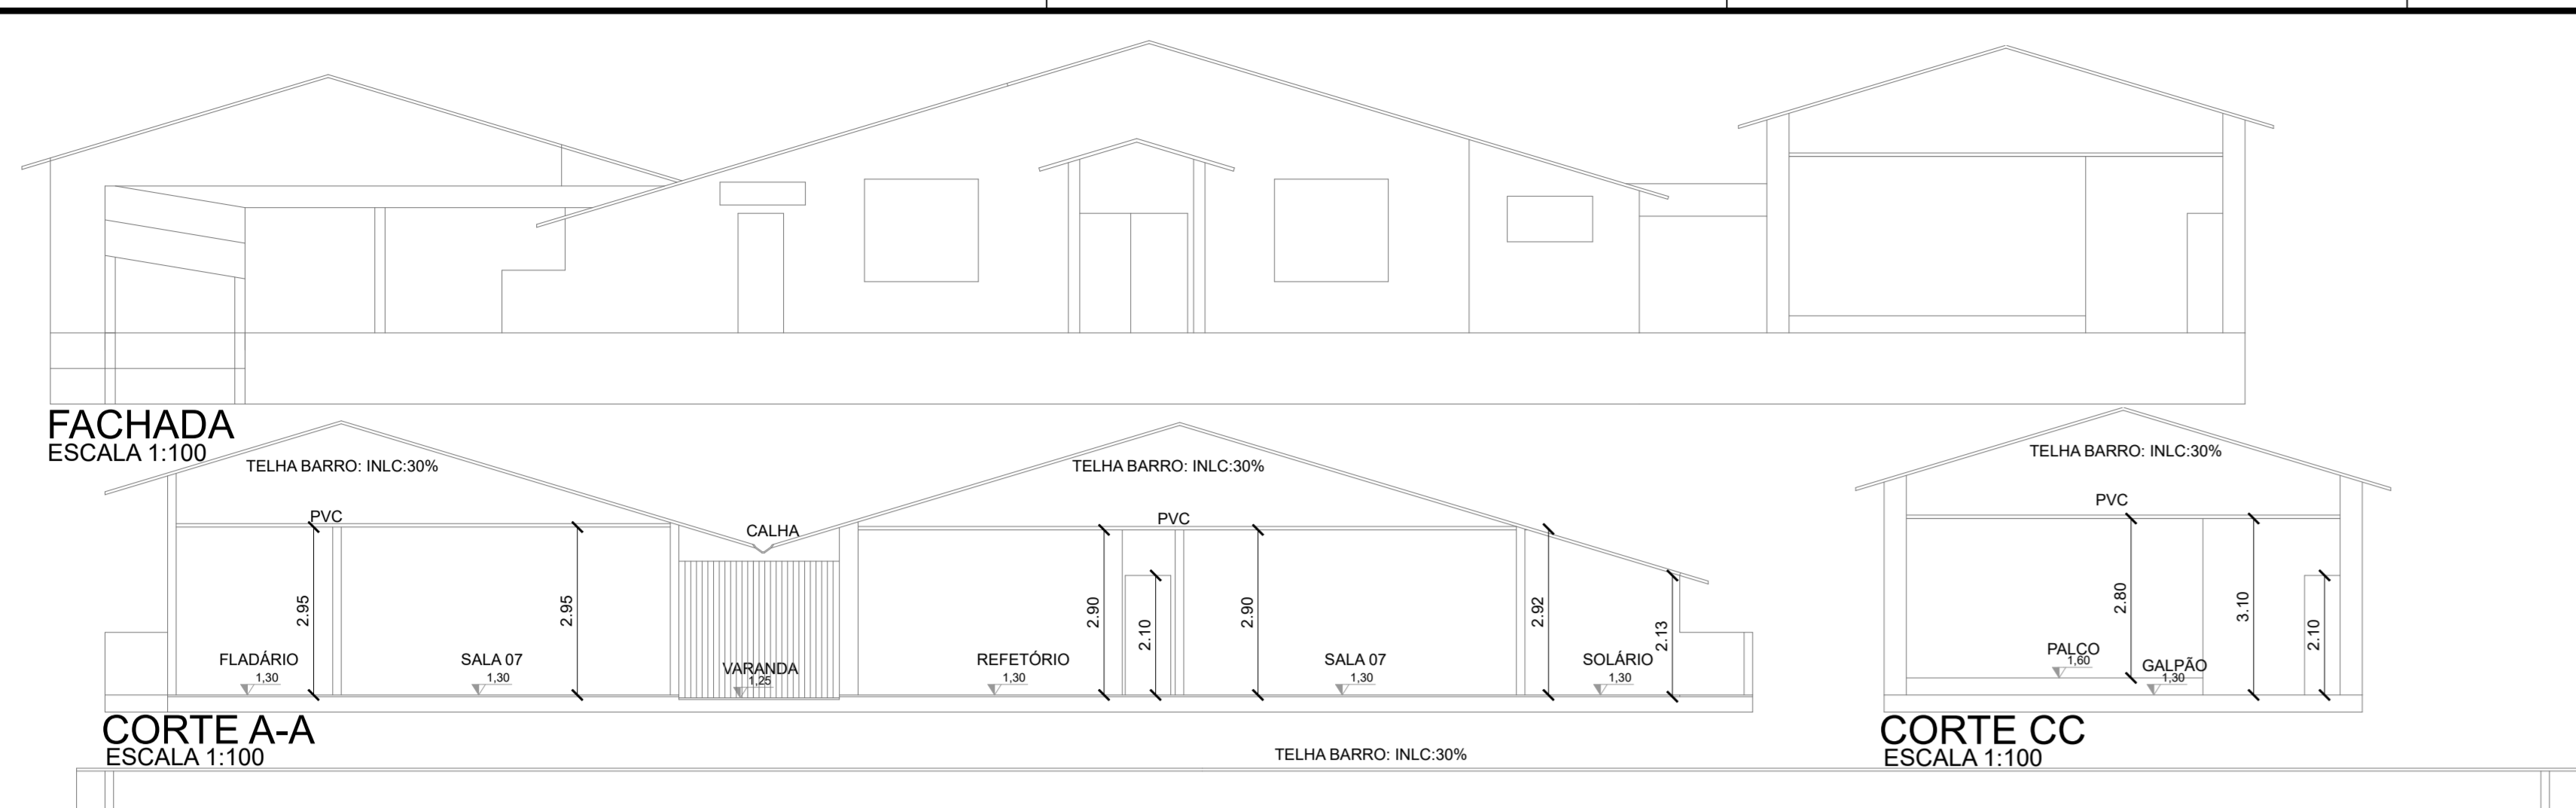 FACHADA
ESCALA 1:100
TELHA BARRO: INLC:30%
TELHA BARRO: INLC:30%
TELHA BARRO: INLC:30%
PVC
CALHA
PVC
PVC
2.95
2.95
2.90
2.10
2.90
2.92
2.13
2.80
3.10
2.10
FLADÁRIO
1,30
SALA 07
1,30
VARANDA
1,25
REFETÓRIO
1,30
SALA 07
1,30
SOLÁRIO
1,30
PALCO
1,60
GALPÃO
1,30
CORTE A-A
ESCALA 1:100
CORTE CC
ESCALA 1:100
TELHA BARRO: INLC:30%